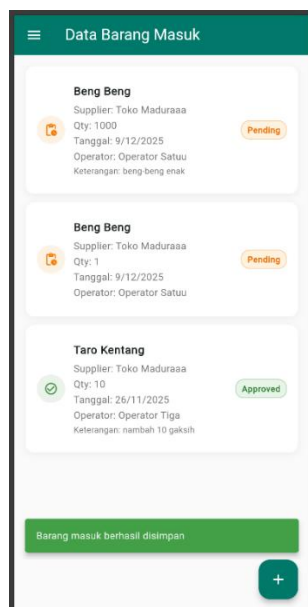 Data Barang Masuk
Beng Beng
Supplier: Toko Maduraaa
Qty: 1000
Pending
Tanggal: 9/12/2025
Operator: Operator Satuu
Keterangan: beng-beng enak
Beng Beng
Supplier: Toko Maduraaa
Qty: 1
Pending
Tanggal: 9/12/2025
Operator: Operator Satuu
Taro Kentang
Supplier: Toko Maduraaa
Qty: 10
Approved
Tanggal: 26/11/2025
Operator: Operator Tiga
Keterangan: nambah 10 gaksih
Barang masuk berhasil disimpan
+